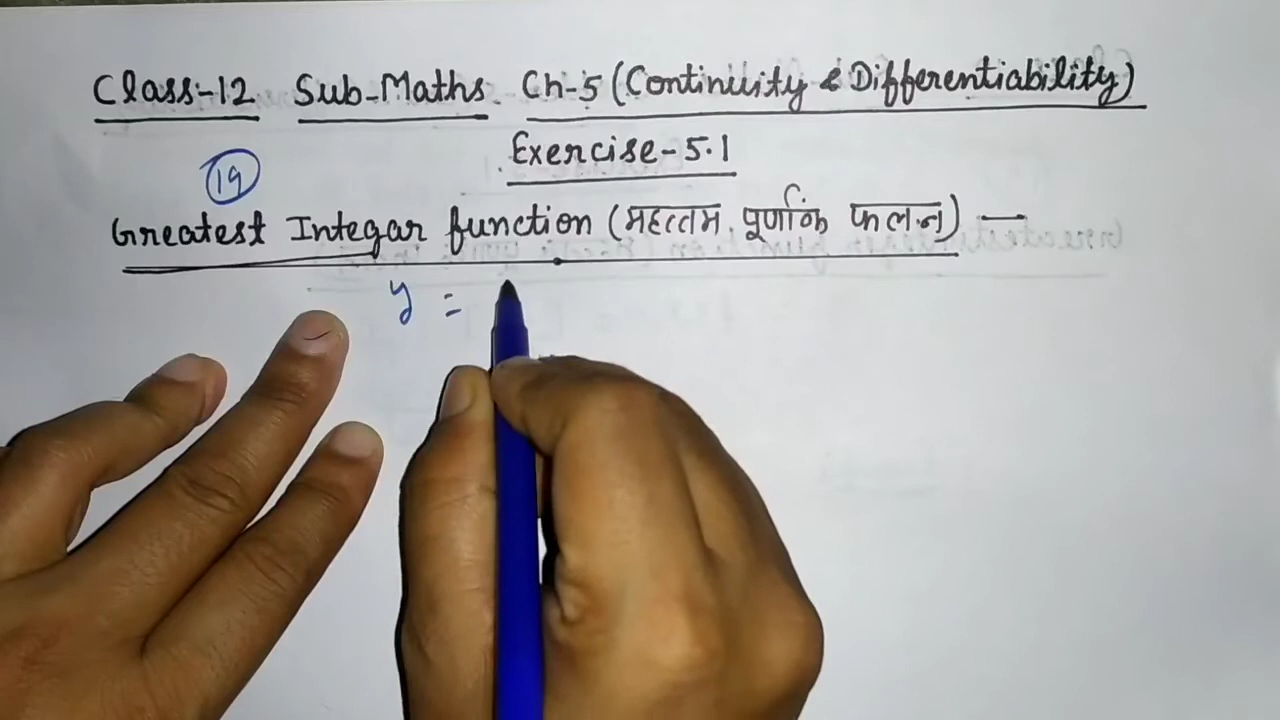 Class-12 Sub-Maths. Ch-5 (Continuity & Differentiability)
Exercise-5.1
19
Greatest Integar function (महत्तम पूर्णांक फलन) —
y =